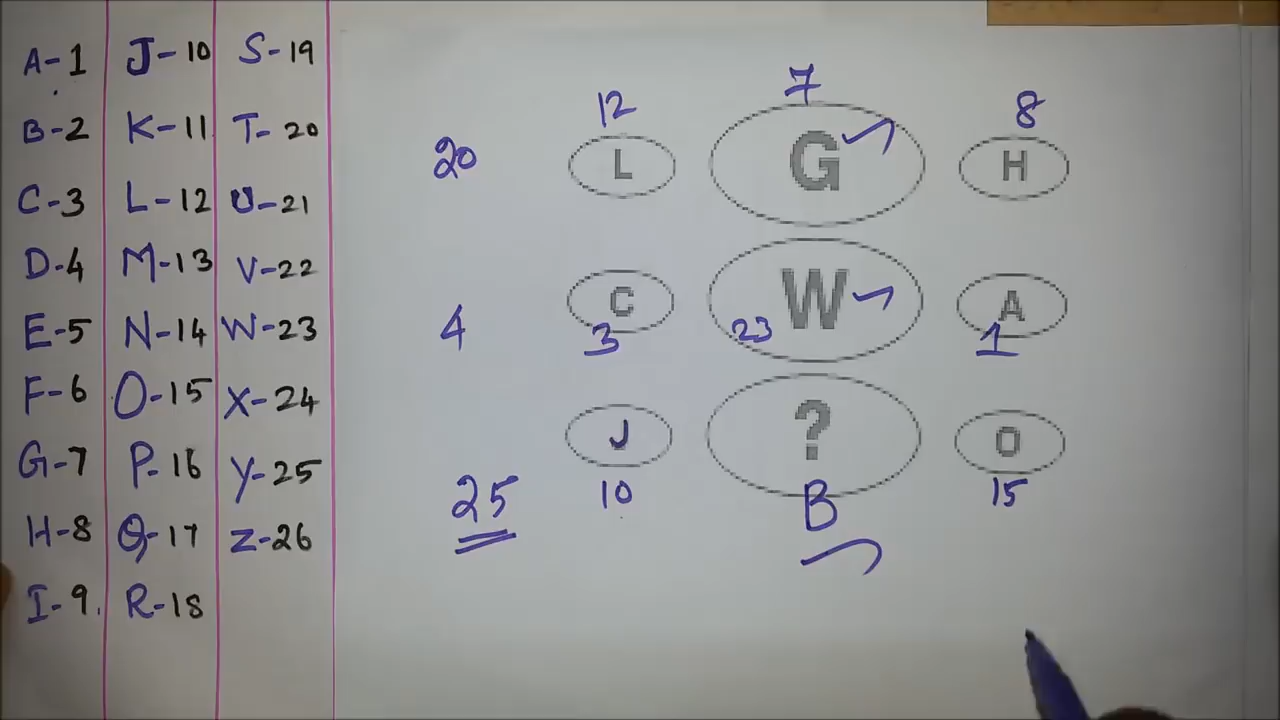 A-1 J-10 S-19
B-2 K-11 T-20
C-3 L-12 U-21
D-4 M-13 V-22
E-5 N-14 W-23
F-6 O-15 X-24
G-7 P-16 Y-25
H-8 Q-17 Z-26
I-9 R-18
12 7 8
20 L G H
4 C W A
3 23 1
J ? O
25 10 B 15